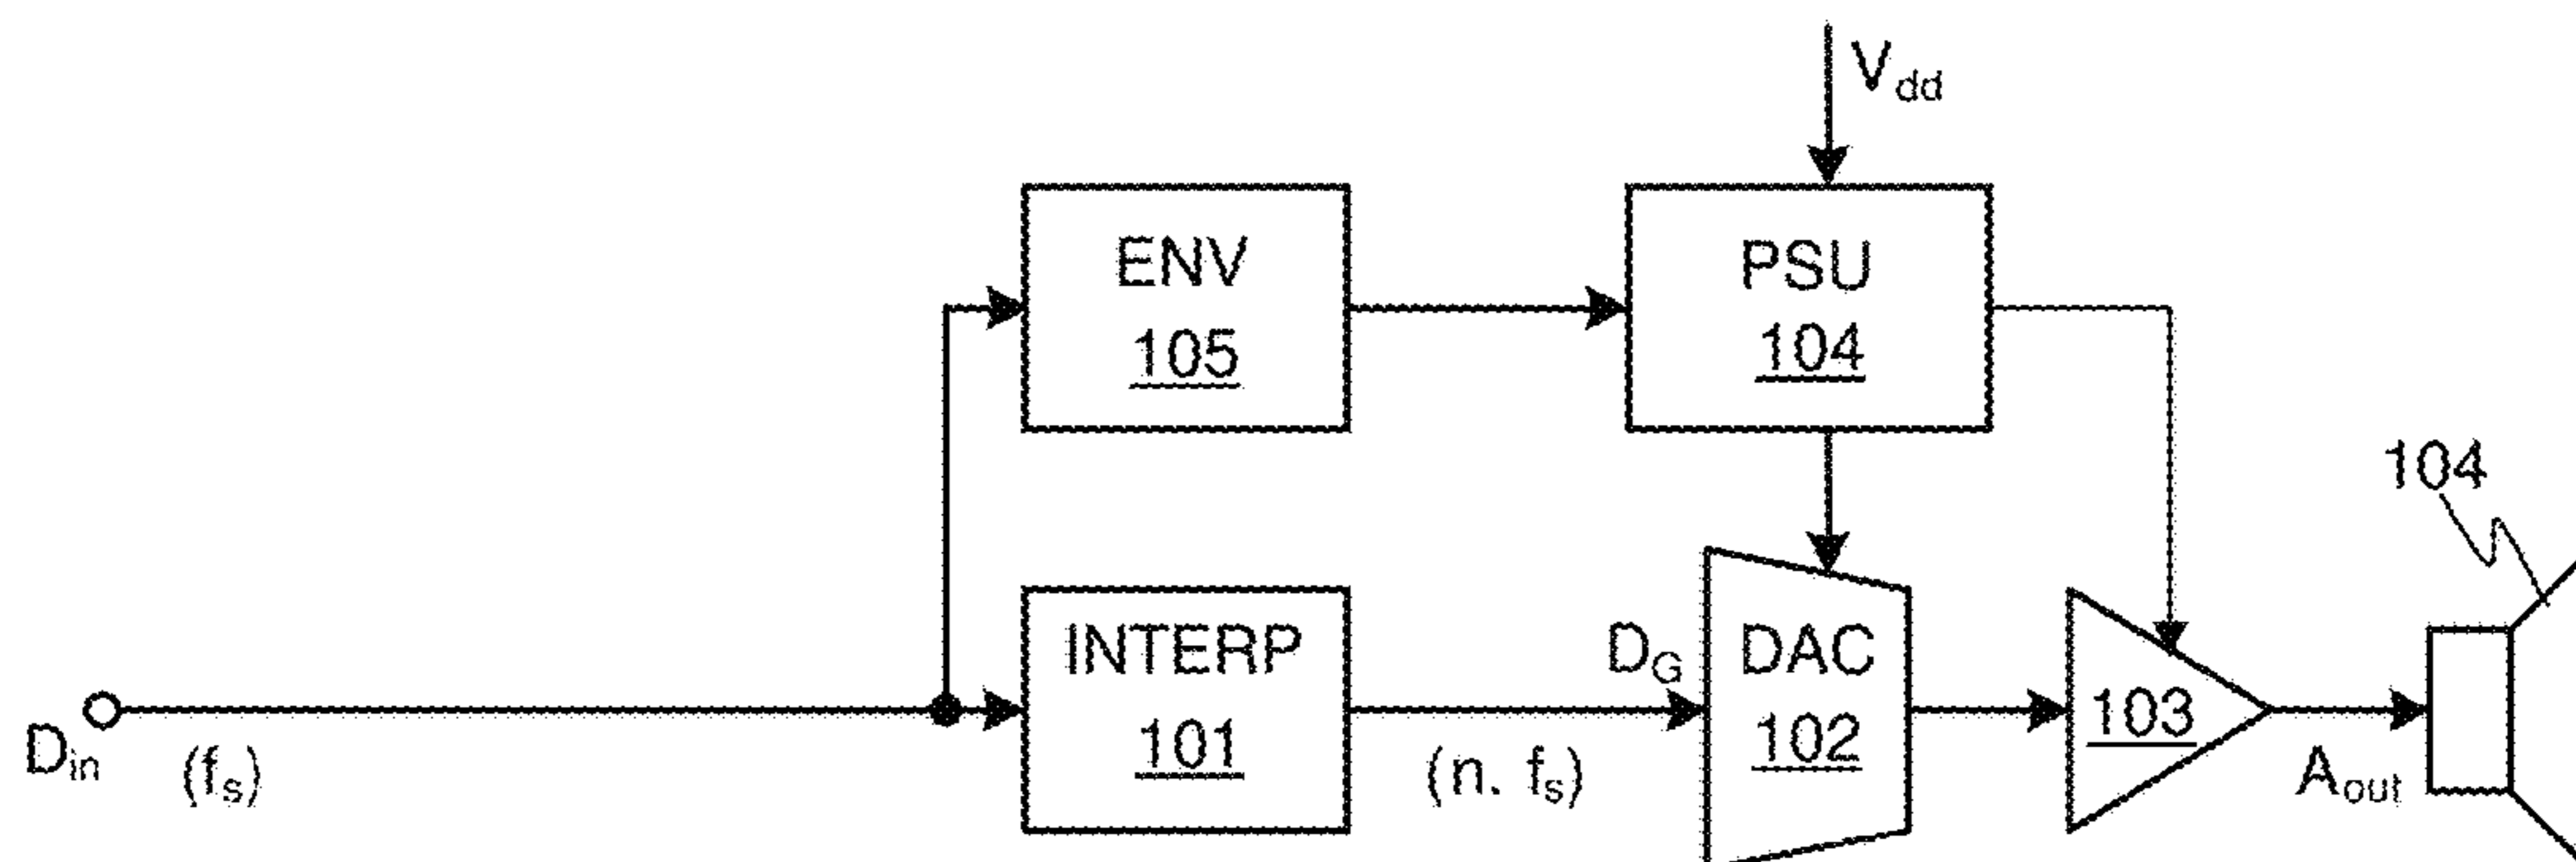 Vdd
ENV
105
PSU
104
104
INTERP
101
DG
DAC
102
103
Din
(fs)
(n. fs)
Aout